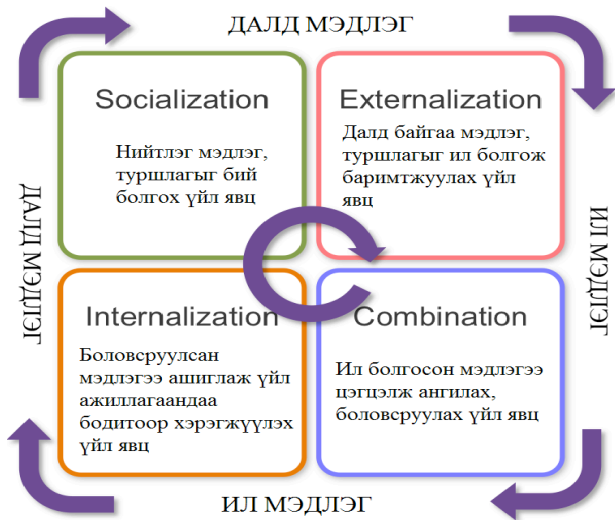 ДАЛД МЭДЛЭГ
Socialization
Нийтлэг мэдлэг,
туршлагыг бий
болгох үйл явц
Externalization
Далд байгаа мэдлэг,
туршлагыг ил болгож
баримтжуулах үйл
явц
ДАЛД МЭДЛЭГ
ИЛ МЭДЛЭГ
Internalization
Боловсруулсан
мэдлэгээ ашиглаж үйл
ажиллагаандаа
бодитоор хэрэгжүүлэх
үйл явц
Combination
Ил болгосон мэдлэгээ
цэгцэлж ангилах,
боловсруулах үйл явц
ИЛ МЭДЛЭГ